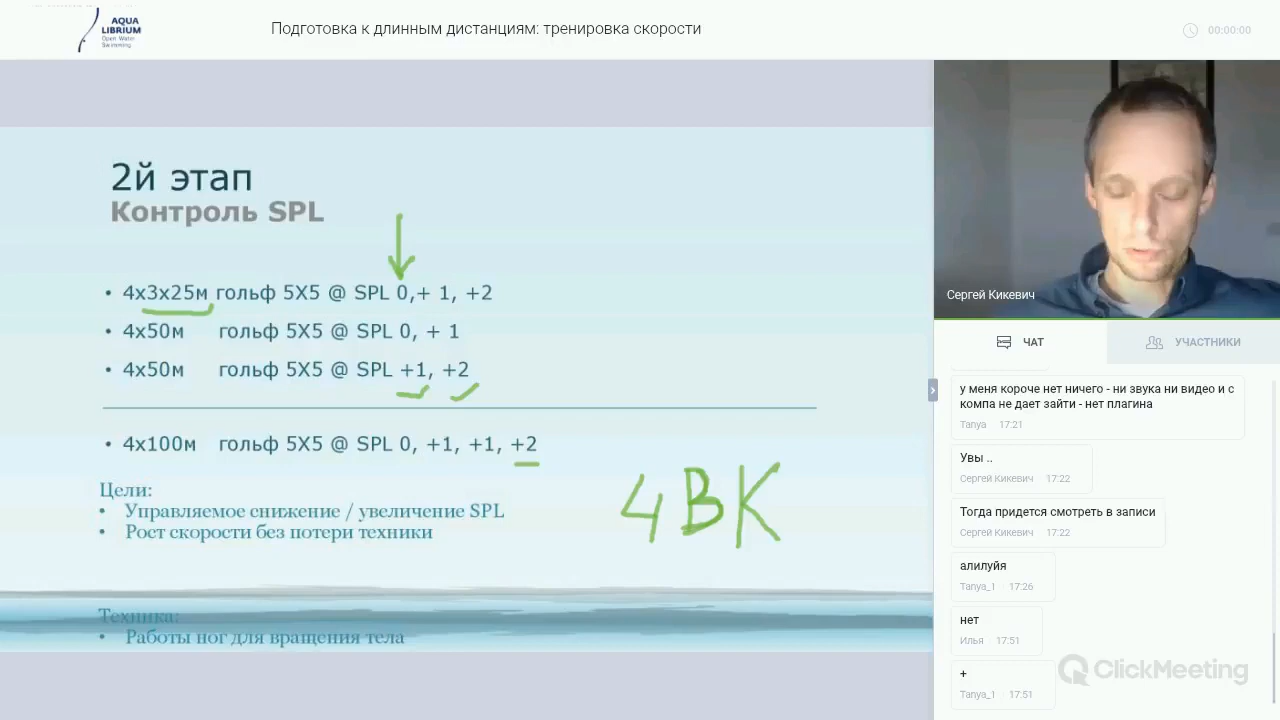 AQUA
LIBRIUM
Open Water
Swimming
Подготовка к длинным дистанциям: тренировка скорости
00:00:00
2й этап
Контроль SPL
• 4х3х25м гольф 5Х5 @ SPL 0,+ 1, +2
• 4х50м гольф 5Х5 @ SPL 0, + 1
• 4х50м гольф 5Х5 @ SPL +1, +2
• 4х100м гольф 5Х5 @ SPL 0, +1, +1, +2
4ВК
Цели:
• Управляемое снижение / увеличение SPL
• Рост скорости без потери техники
Техника:
• Работы ног для вращения тела
Сергей Кикевич
ЧАТ
УЧАСТНИКИ
у меня короче нет ничего - ни звука ни видео и с
компа не дает зайти - нет плагина
Tanya 17:21
Увы ..
Сергей Кикевич 17:22
Тогда придется смотреть в записи
Сергей Кикевич 17:22
алилуйя
Tanya_1 17:26
нет
Илья 17:51
+
Tanya_1 17:51
ClickMeeting